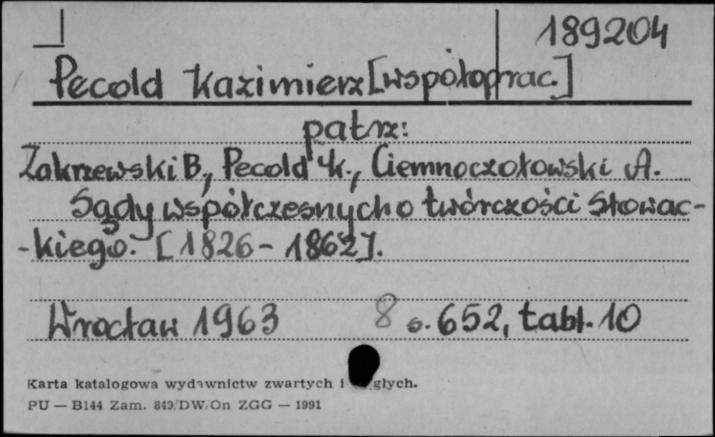 189204
Pecold Kazimierz [współoprac.]
patrz:
Zakrzewski B., Pecold K., Ciemnoczołowski A.
Sądy współczesnych o twórczości Słowac-
-kiego. [1826-1862].
Wrocław 1963 8 s. 652, tabl. 10
Karta katalogowa wydawnictw zwartych i
PU — B144 Zam. 849/DW/On ZGG — 1991